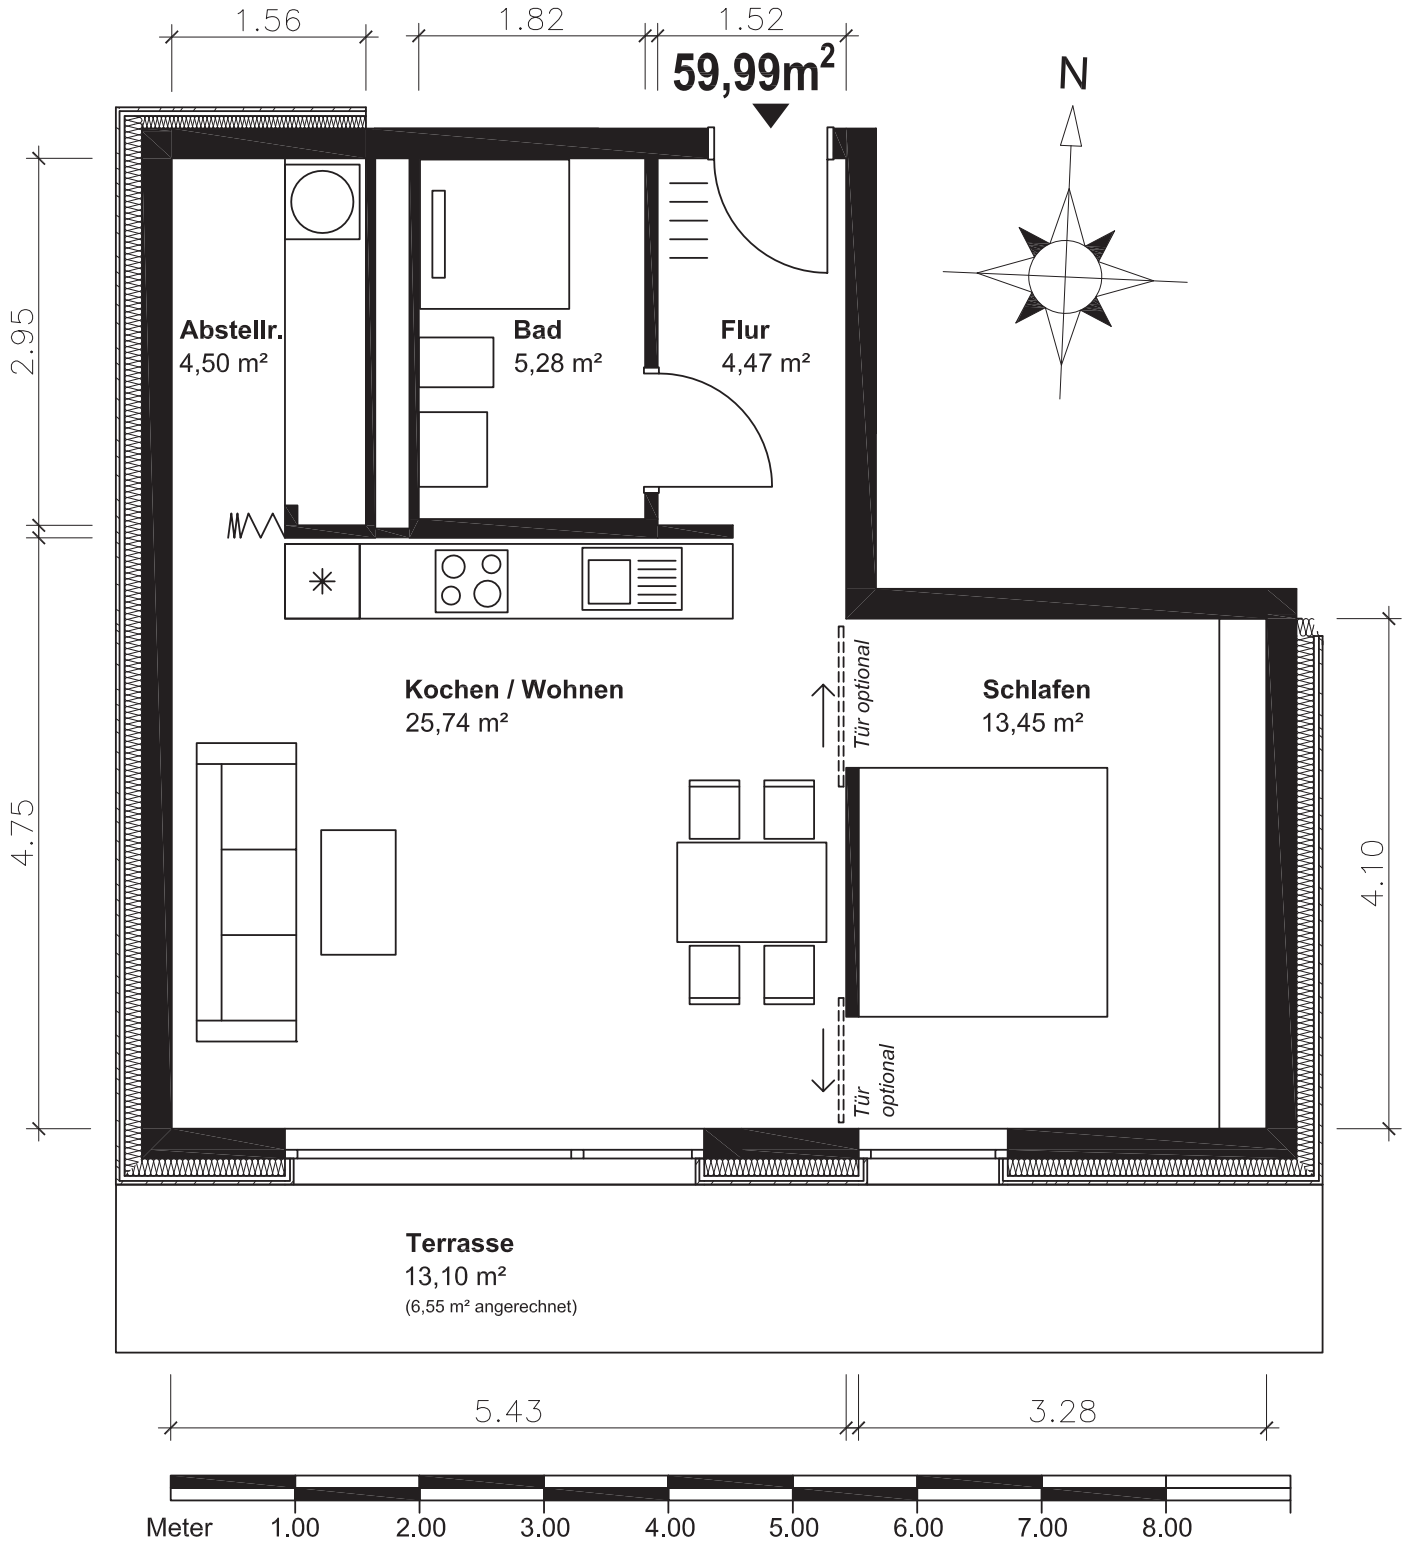 1.56
1.82
1.52
59,99m²
N
2.95
Abstellr.
4,50 m²
Bad
5,28 m²
Flur
4,47 m²
4.75
Kochen / Wohnen
25,74 m²
Tür optional
Schlafen
13,45 m²
4.10
Tür
optional
Terrasse
13,10 m²
(6,55 m² angerechnet)
5.43
3.28
Meter 1.00 2.00 3.00 4.00 5.00 6.00 7.00 8.00